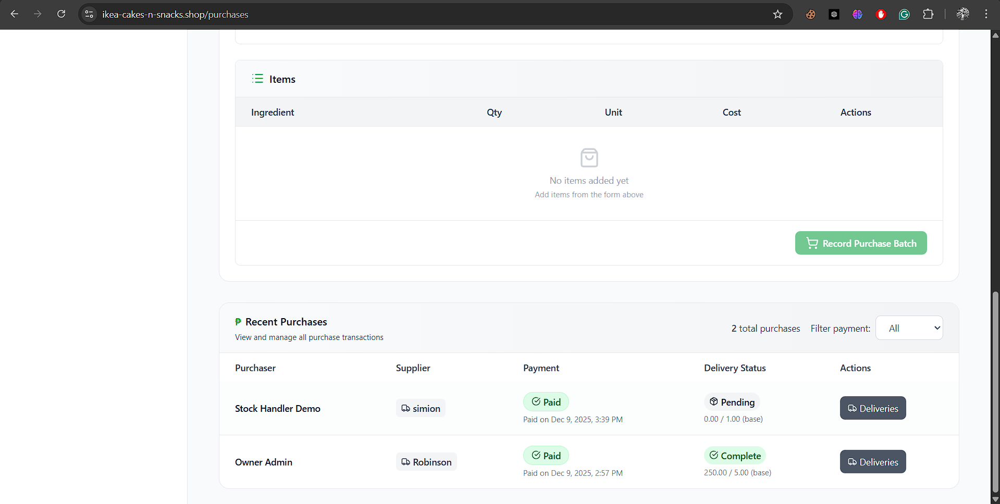 ikea-cakes-n-snacks.shop/purchases
Items
Ingredient Qty Unit Cost Actions
No items added yet
Add items from the form above
Record Purchase Batch
₱ Recent Purchases
View and manage all purchase transactions
2 total purchases Filter payment: All
Purchaser Supplier Payment Delivery Status Actions
Stock Handler Demo simion Paid Pending Deliveries
Paid on Dec 9, 2025, 3:39 PM 0.00 / 1.00 (base)
Owner Admin Robinson Paid Complete Deliveries
Paid on Dec 9, 2025, 2:57 PM 250.00 / 5.00 (base)